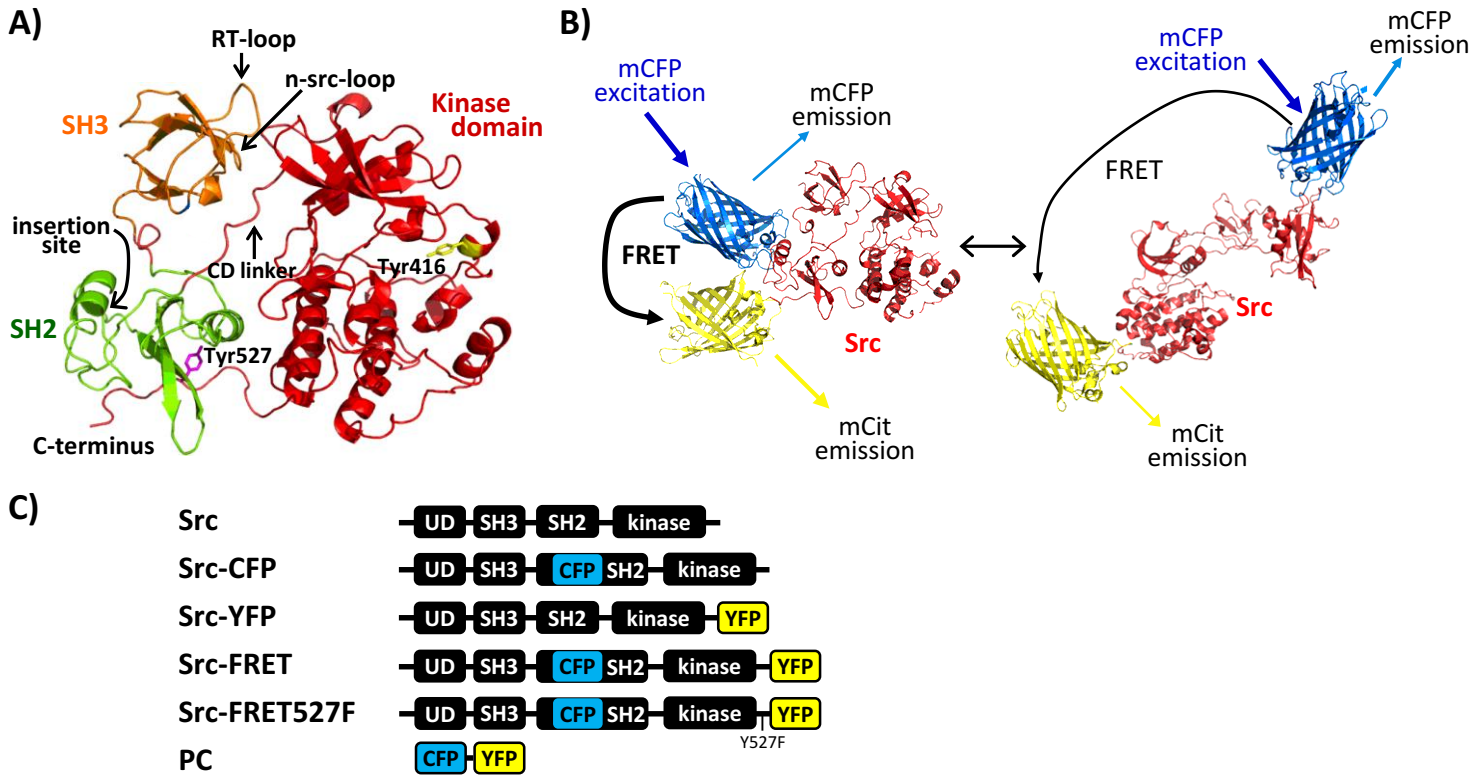 A)
RT-loop
n-src-loop
SH3
Kinase
domain
insertion
site
CD linker
Tyr416
SH2
Tyr527
C-terminus
B)
mCFP
excitation
mCFP
emission
FRET
Src
mCit
emission
mCFP
excitation
mCFP
emission
FRET
Src
mCit
emission
C)
Src UD SH3 SH2 kinase
Src-CFP UD SH3 CFP SH2 kinase
Src-YFP UD SH3 SH2 kinase YFP
Src-FRET UD SH3 CFP SH2 kinase YFP
Src-FRET527F UD SH3 CFP SH2 kinase YFP
Y527F
PC CFP YFP